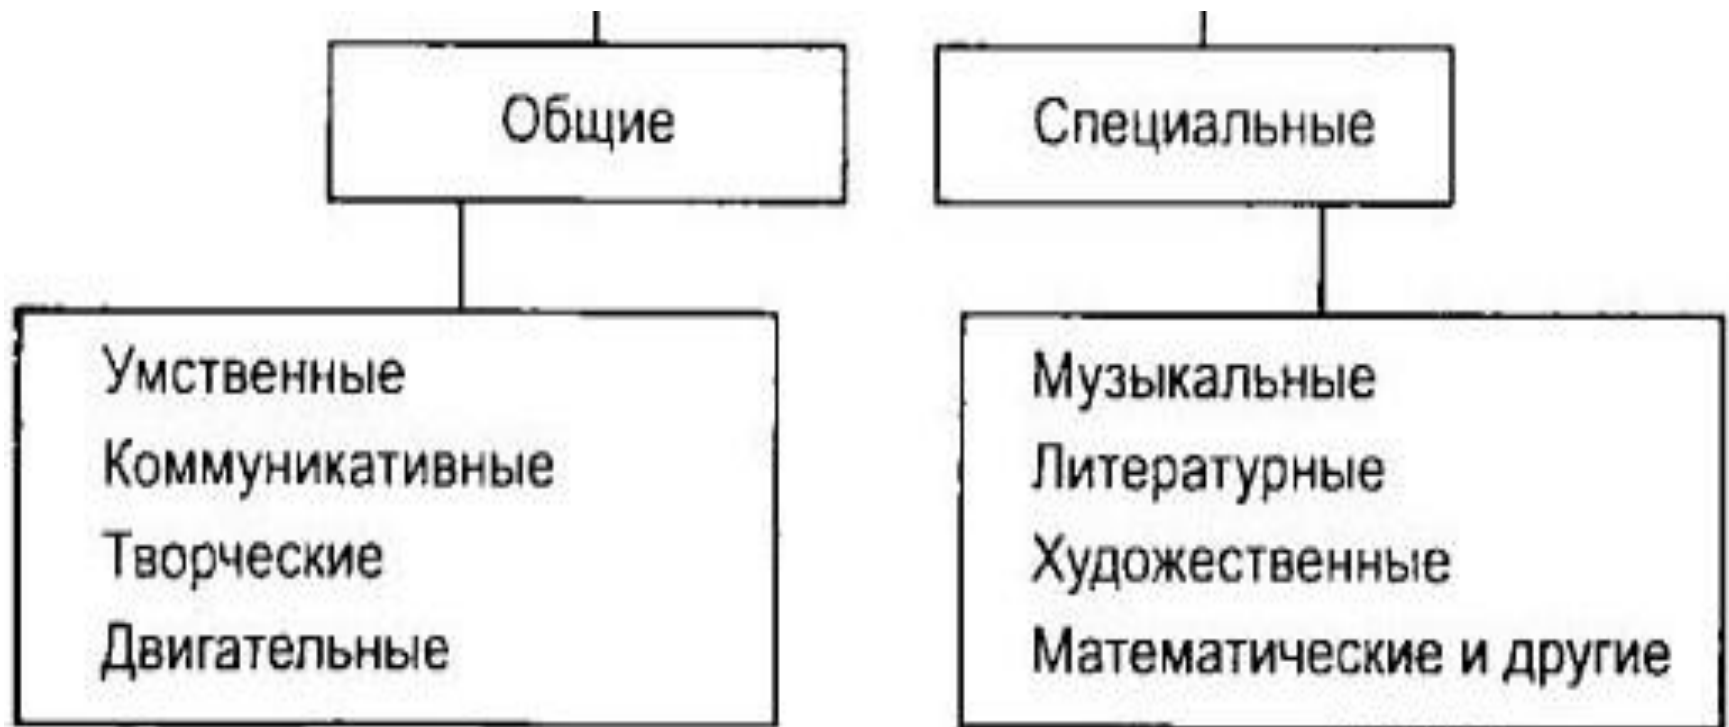 Общие
Специальные
Умственные
Коммуникативные
Творческие
Двигательные
Музыкальные
Литературные
Художественные
Математические и другие